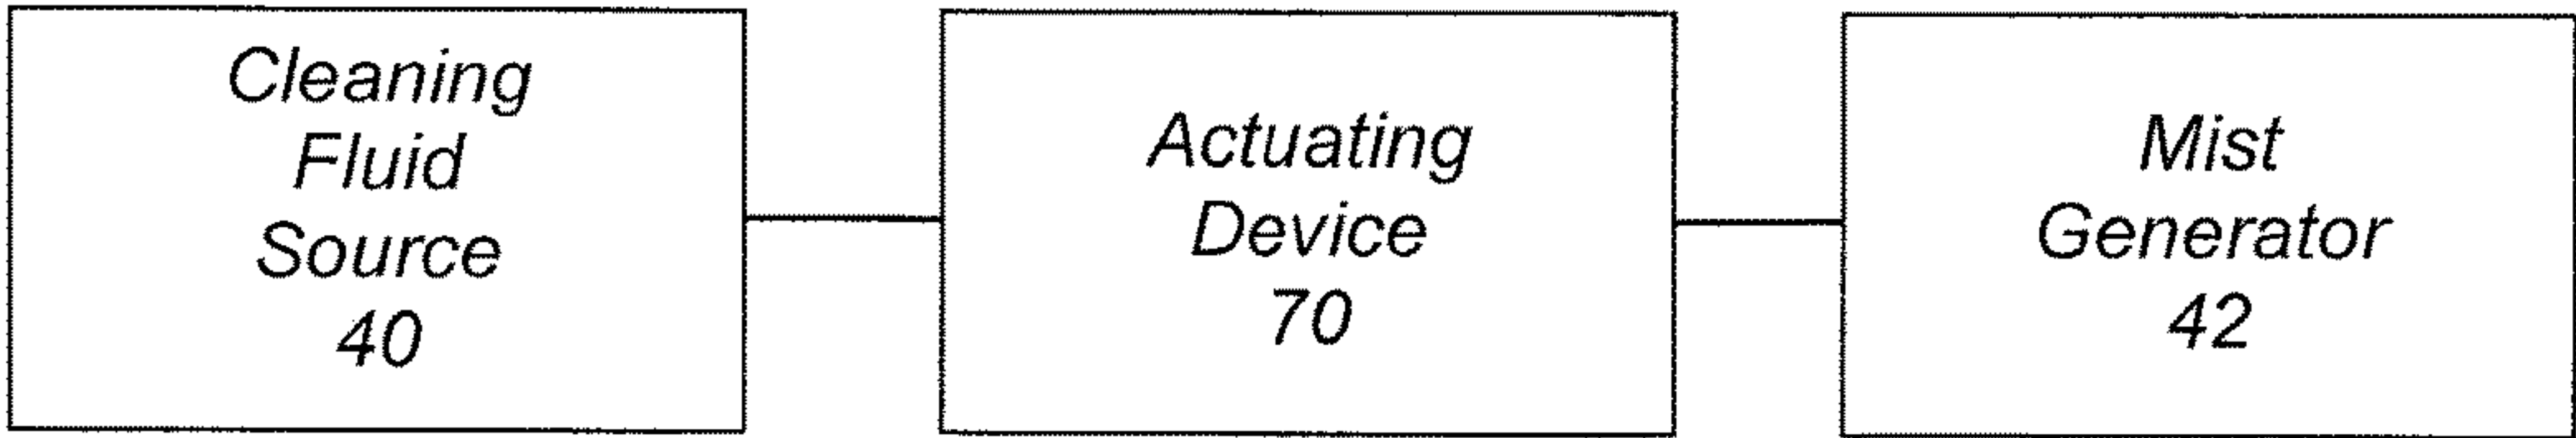 Cleaning
Fluid
Source
40
Actuating
Device
70
Mist
Generator
42